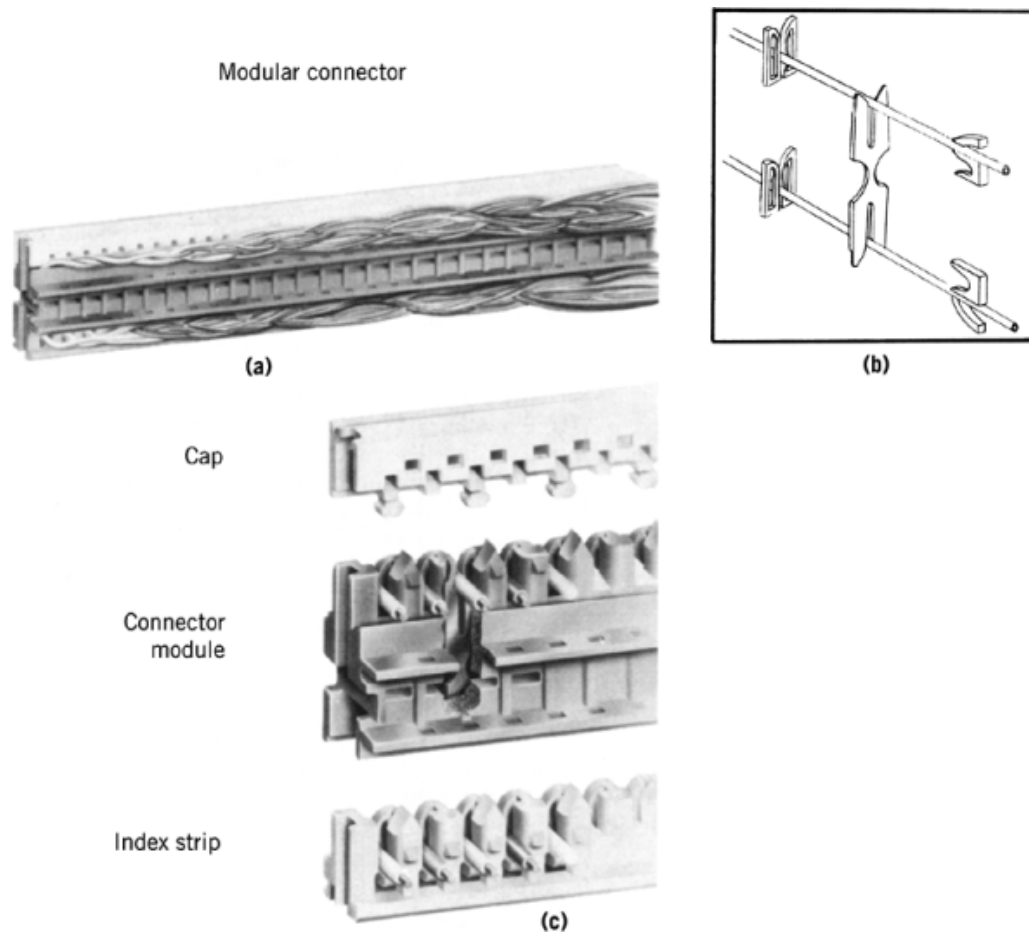 Modular connector
(a)
(b)
Cap
Connector
module
Index strip
(c)